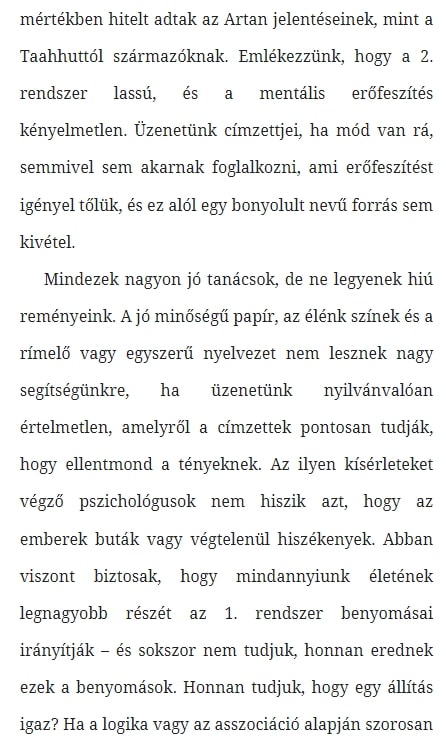 mértékben hitelt adtak az Artan jelentéseinek, mint a
Taahhuttól származóknak. Emlékezzünk, hogy a 2.
rendszer lassú, és a mentális erőfeszítés
kényelmetlen. Üzenetünk címzettjei, ha mód van rá,
semmivel sem akarnak foglalkozni, ami erőfeszítést
igényel tőlük, és ez alól egy bonyolult nevű forrás sem
kivétel.
Mindezek nagyon jó tanácsok, de ne legyenek hiú
reményeink. A jó minőségű papír, az élénk színek és a
rímelő vagy egyszerű nyelvezet nem lesznek nagy
segítségünkre, ha üzenetünk nyilvánvalóan
értelmetlen, amelyről a címzettek pontosan tudják,
hogy ellentmond a tényeknek. Az ilyen kísérleteket
végző pszichológusok nem hiszik azt, hogy az
emberek buták vagy végtelenül hiszékenyek. Abban
viszont biztosak, hogy mindannyiunk életének
legnagyobb részét az 1. rendszer benyomásai
irányítják – és sokszor nem tudjuk, honnan erednek
ezek a benyomások. Honnan tudjuk, hogy egy állítás
igaz? Ha a logika vagy az asszociáció alapján szorosan